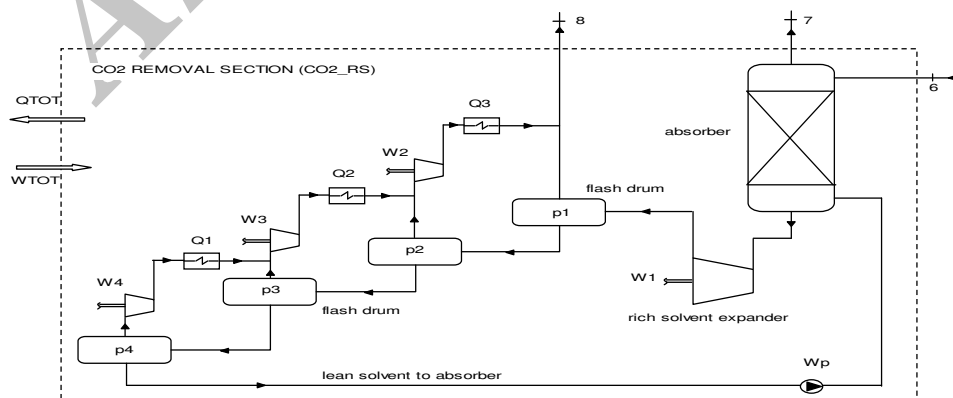 8
7
CO2 REMOVAL SECTION (CO2_RS)
QTOT
WTOT
Q3
6
absorber
W2
Q2
flash drum
p1
W3
Q1
p2
W1
W4
p3
flash drum
rich solvent expander
p4
Wp
lean solvent to absorber